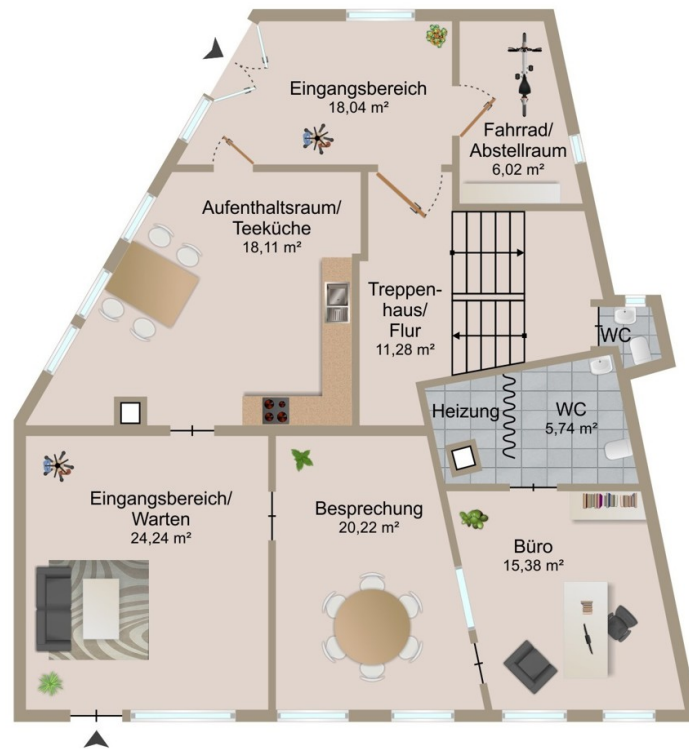 Eingangsbereich
18,04 m²
Fahrrad/
Abstellraum
6,02 m²
Aufenthaltsraum/
Teeküche
18,11 m²
Treppen-
haus/
Flur
11,28 m²
WC
Heizung
WC
5,74 m²
Eingangsbereich/
Warten
24,24 m²
Besprechung
20,22 m²
Büro
15,38 m²